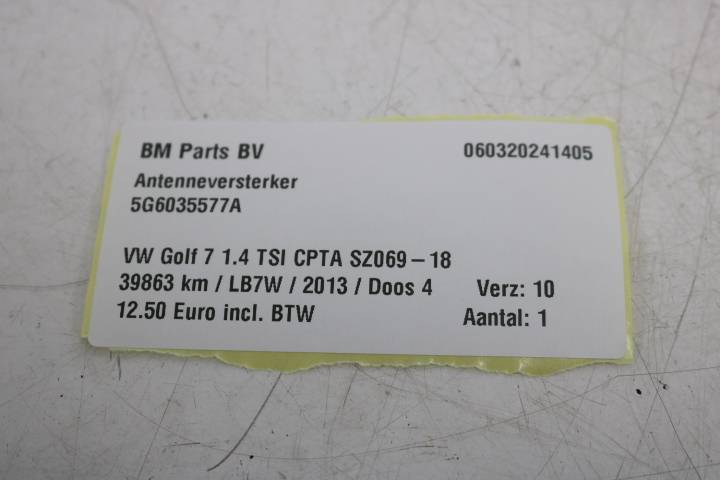 BM Parts BV 060320241405
Antenneversterker
5G6035577A
VW Golf 7 1.4 TSI CPTA SZ069-18
39863 km / LB7W / 2013 / Doos 4 Verz: 10
12.50 Euro incl. BTW Aantal: 1